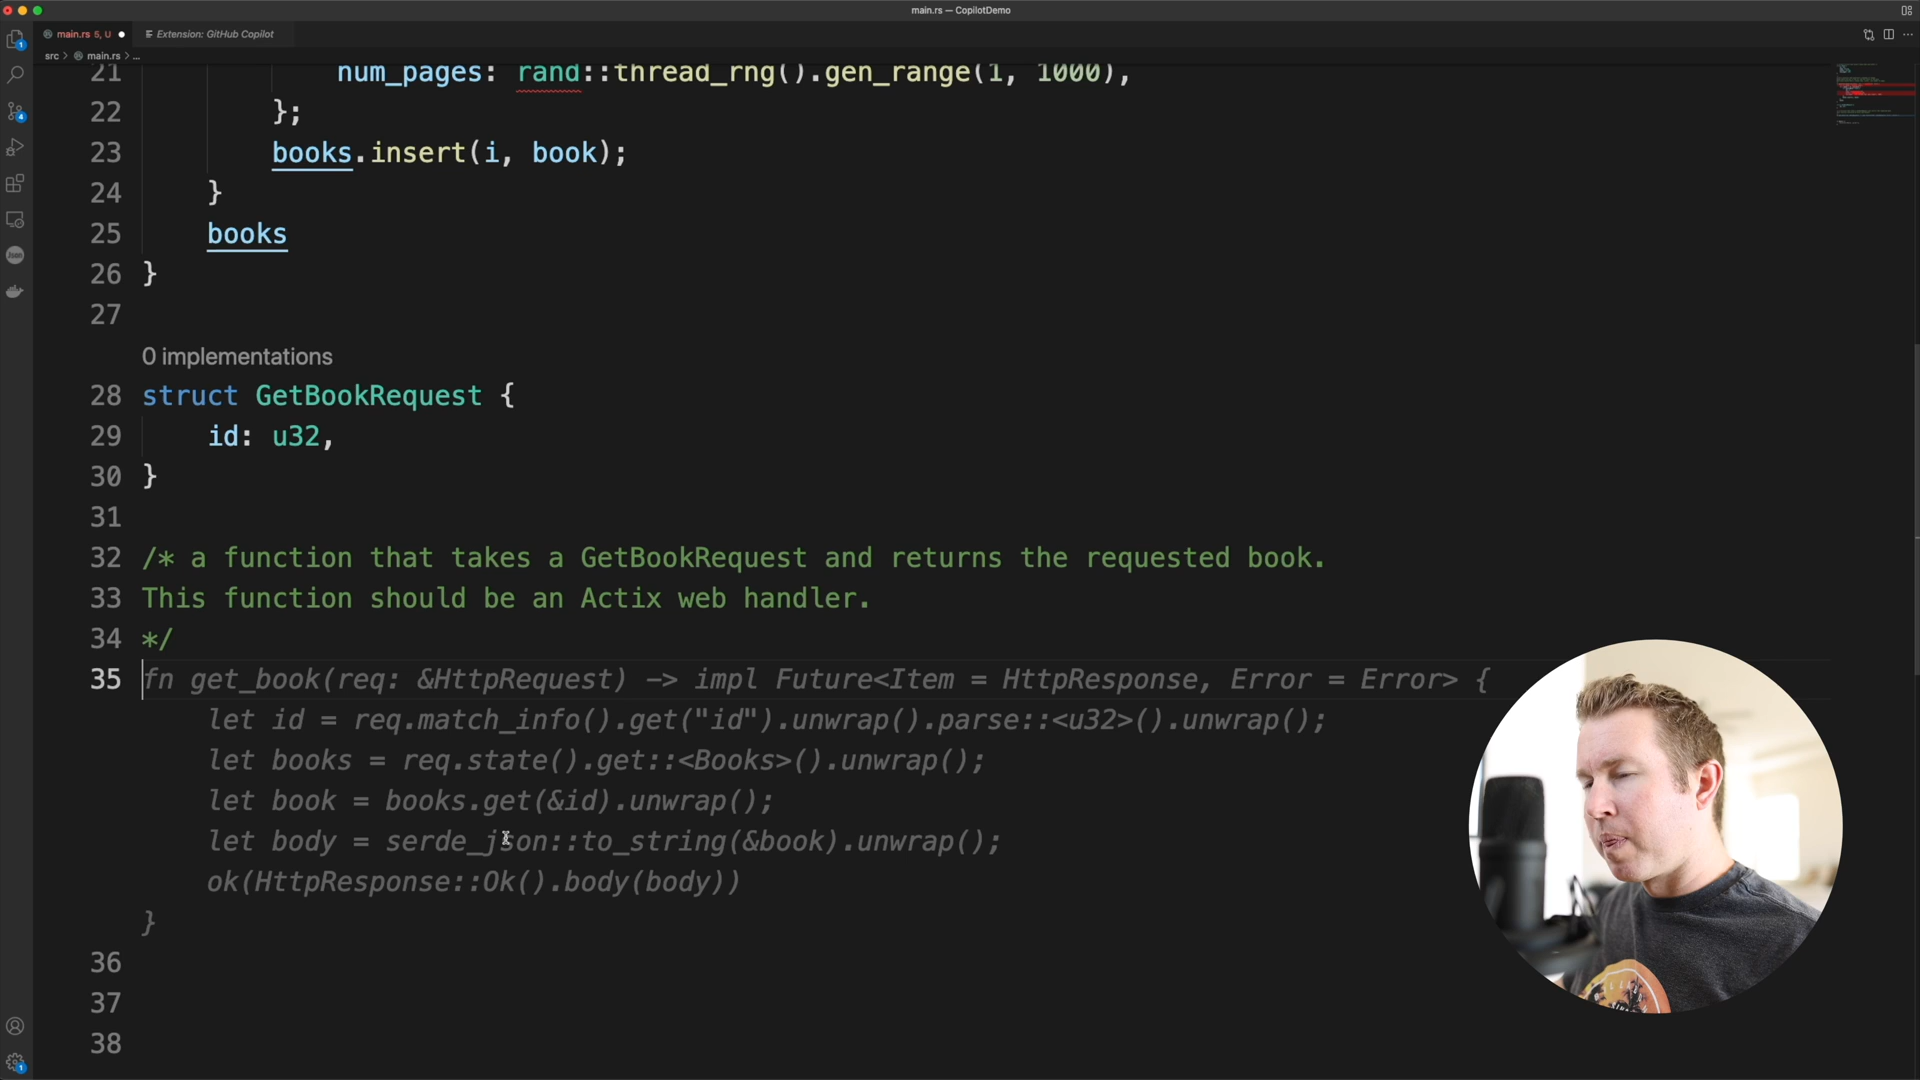 main.rs — CopilotDemo
main.rs 5, U
Extension: GitHub Copilot
src > main.rs > ...
21 num_pages: rand::thread_rng().gen_range(1, 1000),
22 };
23 books.insert(i, book);
24 }
25 books
26 }
27
0 implementations
28 struct GetBookRequest {
29 id: u32,
30 }
31
32 /* a function that takes a GetBookRequest and returns the requested book.
33 This function should be an Actix web handler.
34 */
35 fn get_book(req: &HttpRequest) -> impl Future<Item = HttpResponse, Error = Error> {
let id = req.match_info().get("id").unwrap().parse::<u32>().unwrap();
let books = req.state().get::<Books>().unwrap();
let book = books.get(&id).unwrap();
let body = serde_json::to_string(&book).unwrap();
ok(HttpResponse::Ok().body(body))
}
36
37
38
1
4
Json
1